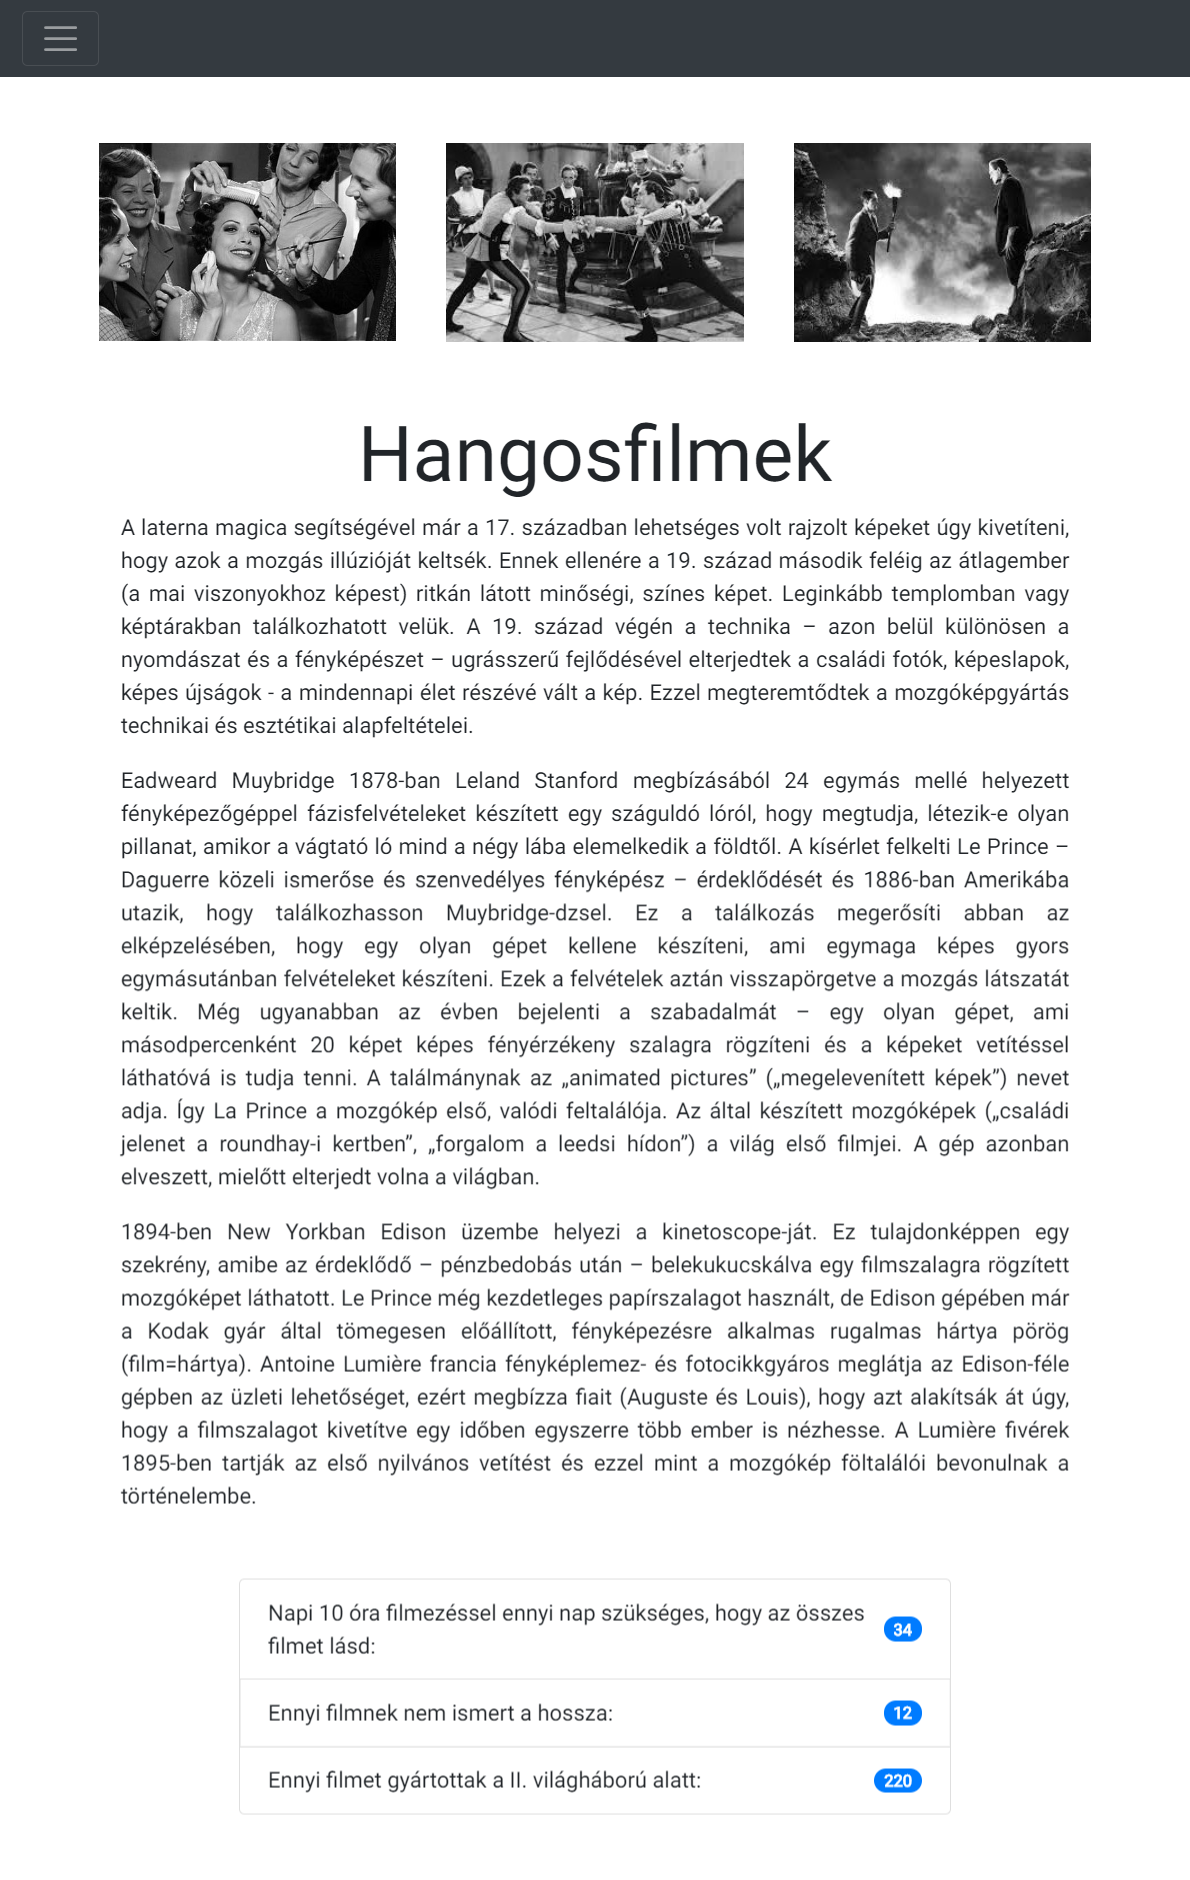 Hangosfilmek
A laterna magica segítségével már a 17. században lehetséges volt rajzolt képeket úgy kivetíteni,
hogy azok a mozgás illúzióját keltsék. Ennek ellenére a 19. század második feléig az átlagember
(a mai viszonyokhoz képest) ritkán látott minőségi, színes képet. Leginkább templomban vagy
képtárakban találkozhatott velük. A 19. század végén a technika – azon belül különösen a
nyomdászat és a fényképészet – ugrásszerű fejlődésével elterjedtek a családi fotók, képeslapok,
képes újságok - a mindennapi élet részévé vált a kép. Ezzel megteremtődtek a mozgóképgyártás
technikai és esztétikai alapfeltételei.
Eadweard Muybridge 1878-ban Leland Stanford megbízásából 24 egymás mellé helyezett
fényképezőgéppel fázisfelvételeket készített egy száguldó lóról, hogy megtudja, létezik-e olyan
pillanat, amikor a vágtató ló mind a négy lába elemelkedik a földtől. A kísérlet felkelti Le Prince –
Daguerre közeli ismerőse és szenvedélyes fényképész – érdeklődését és 1886-ban Amerikába
utazik, hogy találkozhasson Muybridge-dzsel. Ez a találkozás megerősíti abban az
elképzelésében, hogy egy olyan gépet kellene készíteni, ami egymaga képes gyors
egymásutánban felvételeket készíteni. Ezek a felvételek aztán visszapörgetve a mozgás látszatát
keltik. Még ugyanabban az évben bejelenti a szabadalmát – egy olyan gépet, ami
másodpercenként 20 képet képes fényérzékeny szalagra rögzíteni és a képeket vetítéssel
láthatóvá is tudja tenni. A találmánynak az „animated pictures” („megelevenített képek”) nevet
adja. Így La Prince a mozgókép első, valódi feltalálója. Az által készített mozgóképek („családi
jelenet a roundhay-i kertben”, „forgalom a leedsi hídon”) a világ első filmjei. A gép azonban
elveszett, mielőtt elterjedt volna a világban.
1894-ben New Yorkban Edison üzembe helyezi a kinetoscope-ját. Ez tulajdonképpen egy
szekrény, amibe az érdeklődő – pénzbedobás után – belekukucskálva egy filmszalagra rögzített
mozgóképet láthatott. Le Prince még kezdetleges papírszalagot használt, de Edison gépében már
a Kodak gyár által tömegesen előállított, fényképezésre alkalmas rugalmas hártya pörög
(film=hártya). Antoine Lumière francia fényképlemez- és fotocikkgyáros meglátja az Edison-féle
gépben az üzleti lehetőséget, ezért megbízza fiait (Auguste és Louis), hogy azt alakítsák át úgy,
hogy a filmszalagot kivetítve egy időben egyszerre több ember is nézhesse. A Lumière fivérek
1895-ben tartják az első nyilvános vetítést és ezzel mint a mozgókép föltalálói bevonulnak a
történelembe.
Napi 10 óra filmezéssel ennyi nap szükséges, hogy az összes
filmet lásd:
34
Ennyi filmnek nem ismert a hossza:
12
Ennyi filmet gyártottak a II. világháború alatt:
220